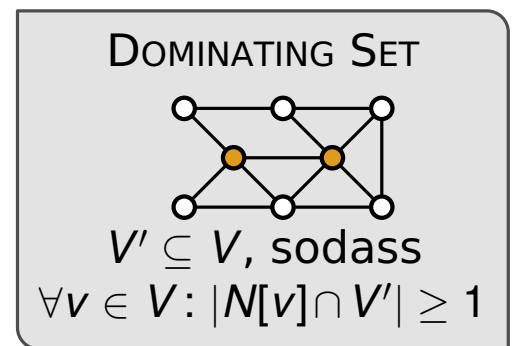 DOMINATING SET
V′ ⊆ V, sodass
∀v ∈ V: |N[v]∩V′| ≥ 1